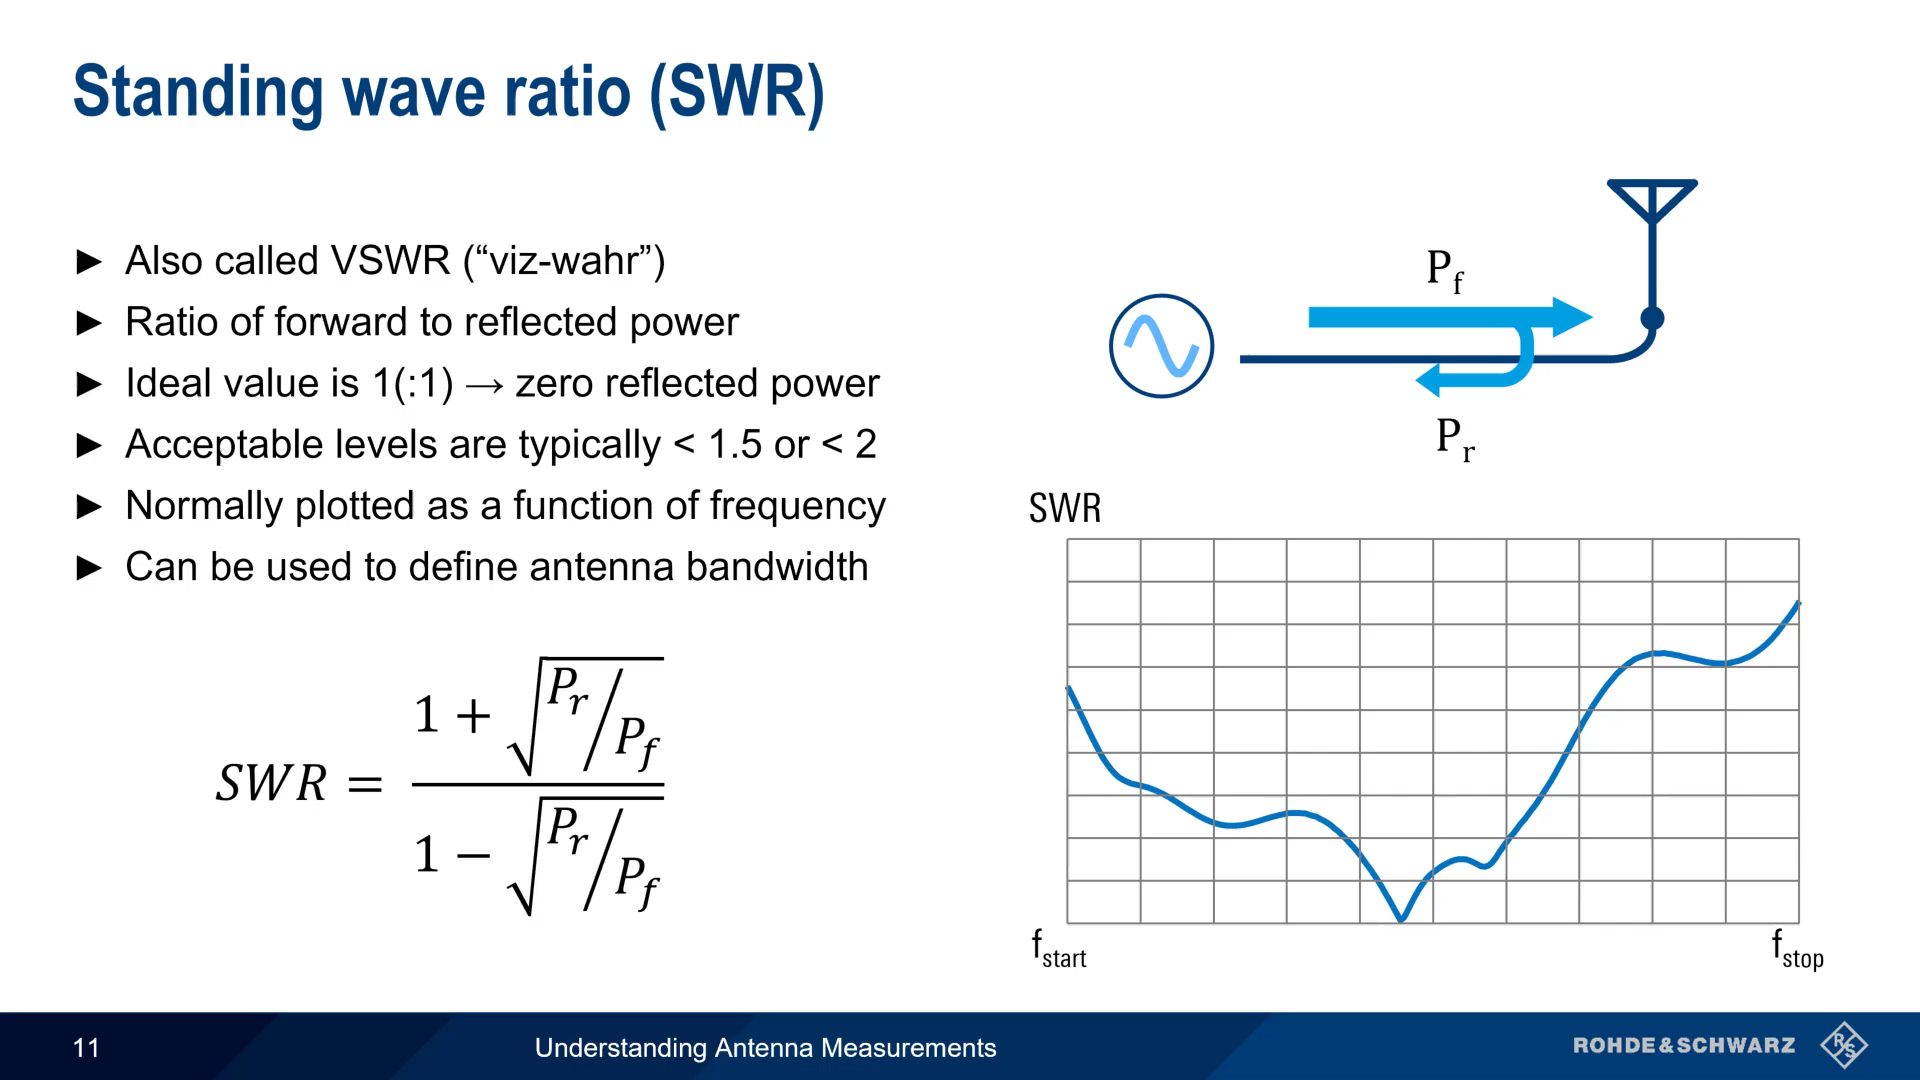 Standing wave ratio (SWR)
► Also called VSWR (“viz-wahr”)
► Ratio of forward to reflected power
► Ideal value is 1(:1) → zero reflected power
► Acceptable levels are typically < 1.5 or < 2
► Normally plotted as a function of frequency
► Can be used to define antenna bandwidth
SWR = (1 + √(P_r/P_f)) / (1 − √(P_r/P_f))
P_f
P_r
SWR
f_start f_stop
11 Understanding Antenna Measurements ROHDE&SCHWARZ R&S